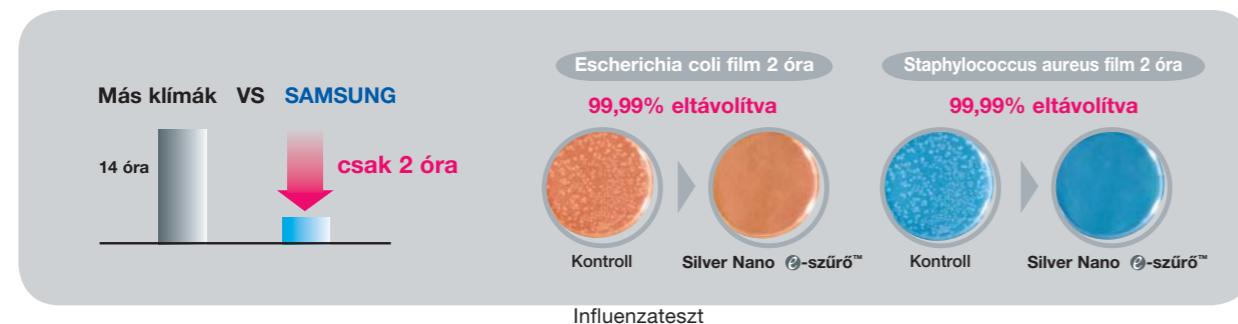 Más klímák VS SAMSUNG
14 óra
csak 2 óra
Escherichia coli film 2 óra
99,99% eltávolítva
Kontroll
Silver Nano e-szűrő™
Staphylococcus aureus film 2 óra
99,99% eltávolítva
Kontroll
Silver Nano e-szűrő™
Influenzateszt